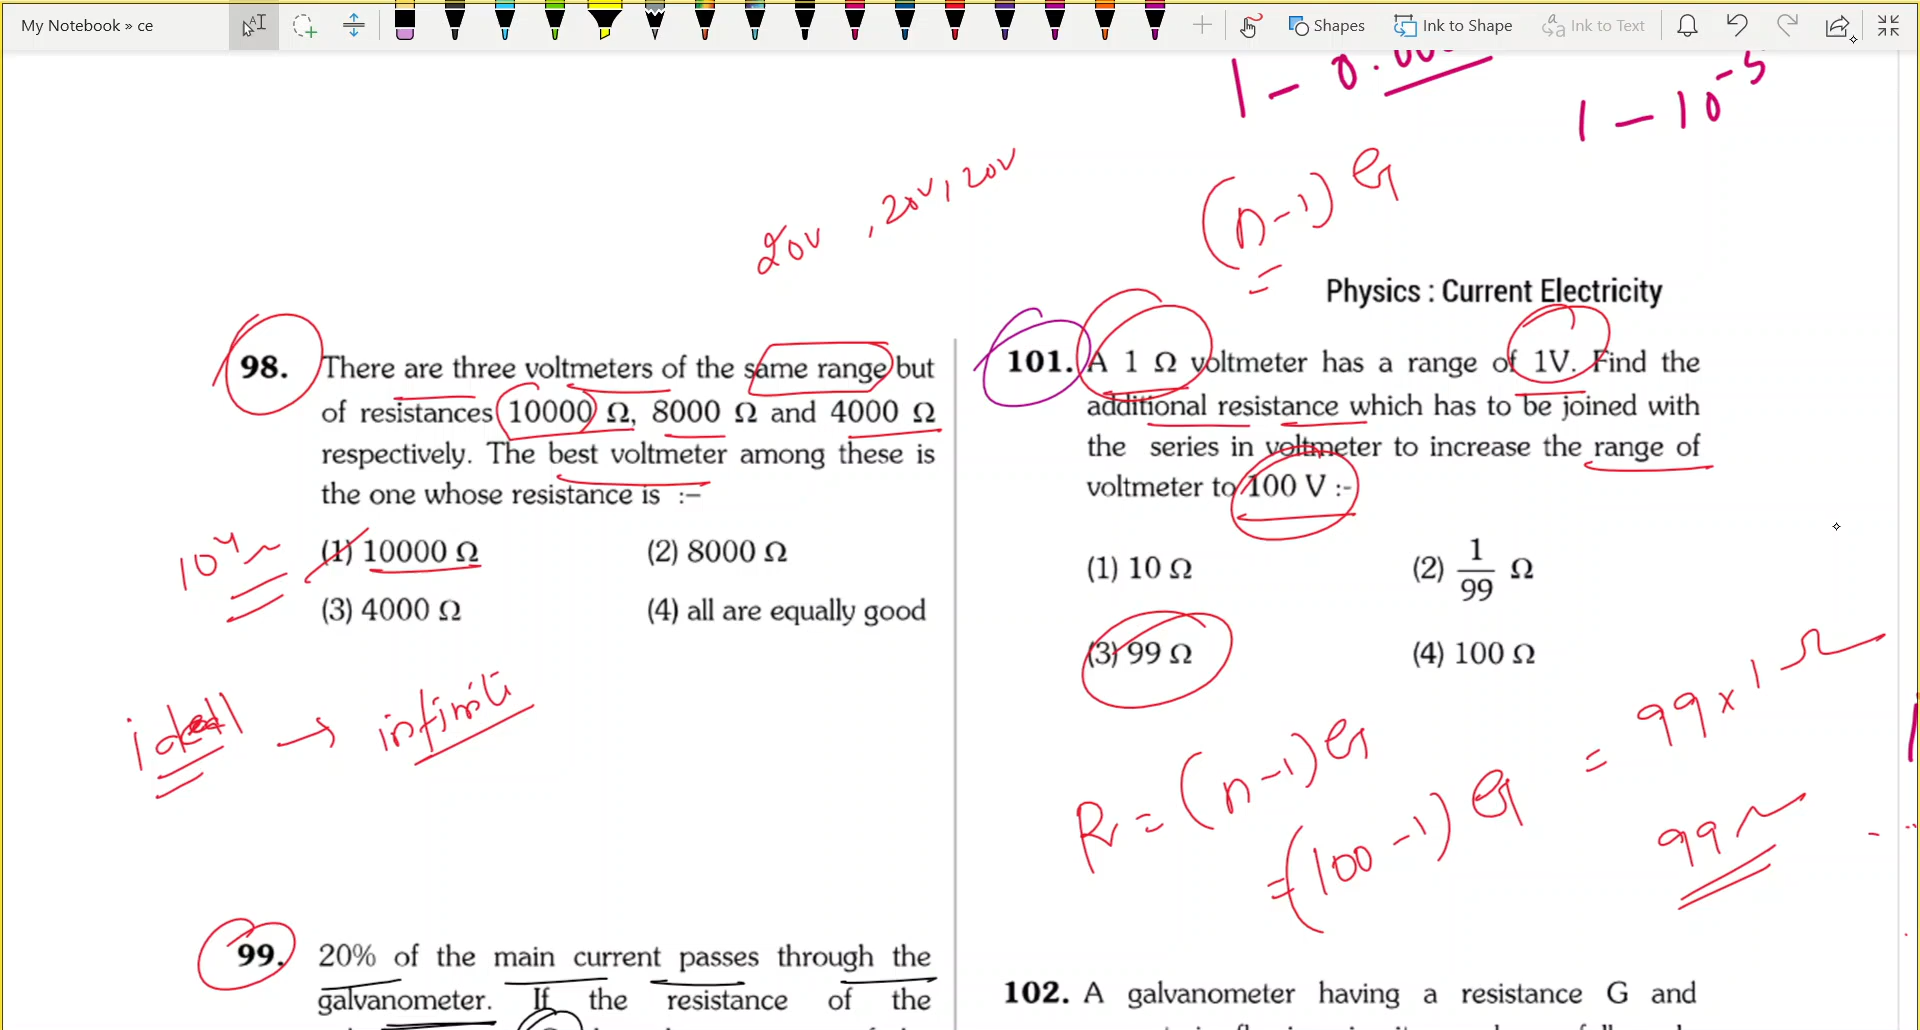 My Notebook » ce
Shapes
Ink to Shape
Ink to Text
1 - 0.00
1 - 10⁻⁵
20V, 20V, 20V
(n-1) G
Physics : Current Electricity
98. There are three voltmeters of the same range but
of resistances 10000 Ω, 8000 Ω and 4000 Ω
respectively. The best voltmeter among these is
the one whose resistance is :–
(1) 10000 Ω (2) 8000 Ω
(3) 4000 Ω (4) all are equally good
10⁴ Ω
ideal → infinite
99. 20% of the main current passes through the
galvanometer. If the resistance of the
101. A 1 Ω voltmeter has a range of 1V. Find the
additional resistance which has to be joined with
the series in voltmeter to increase the range of
voltmeter to 100 V :-
(1) 10 Ω (2) 1/99 Ω
(3) 99 Ω (4) 100 Ω
R = (n-1) G
= (100-1) G
= 99 x 1 Ω
99 Ω
102. A galvanometer having a resistance G and